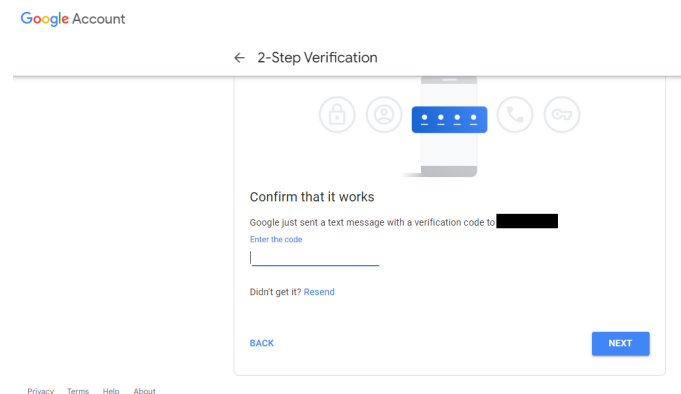 Google Account
2-Step Verification
Confirm that it works
Google just sent a text message with a verification code to
Enter the code
Didn't get it? Resend
BACK
NEXT
Privacy Terms Help About